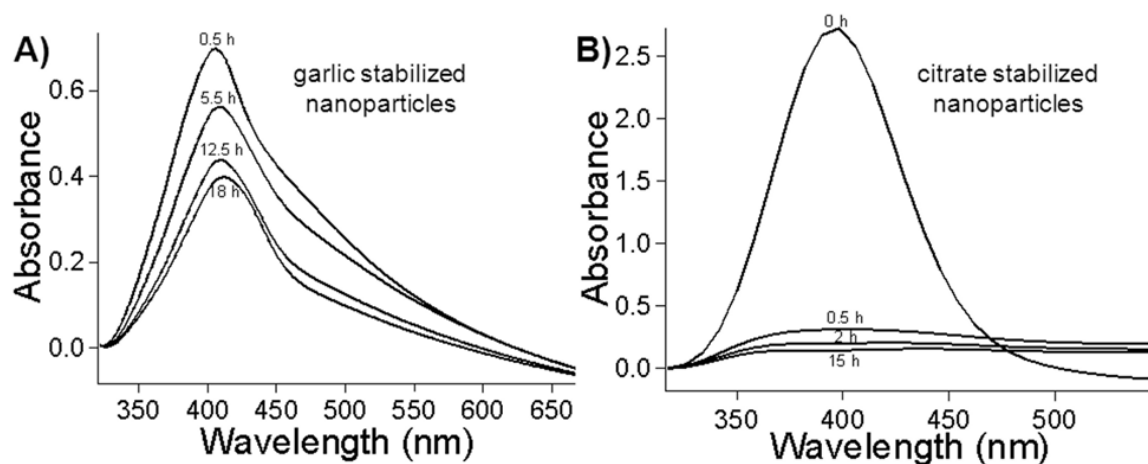 A)
0.5 h
garlic stabilized
nanoparticles
5.5 h
12.5 h
18 h
0.6
0.4
0.2
0.0
Absorbance
350 400 450 500 550 600 650
Wavelength (nm)
B)
0 h
citrate stabilized
nanoparticles
0.5 h
2 h
15 h
2.5
2.0
1.5
1.0
0.5
0.0
Absorbance
350 400 450 500
Wavelength (nm)